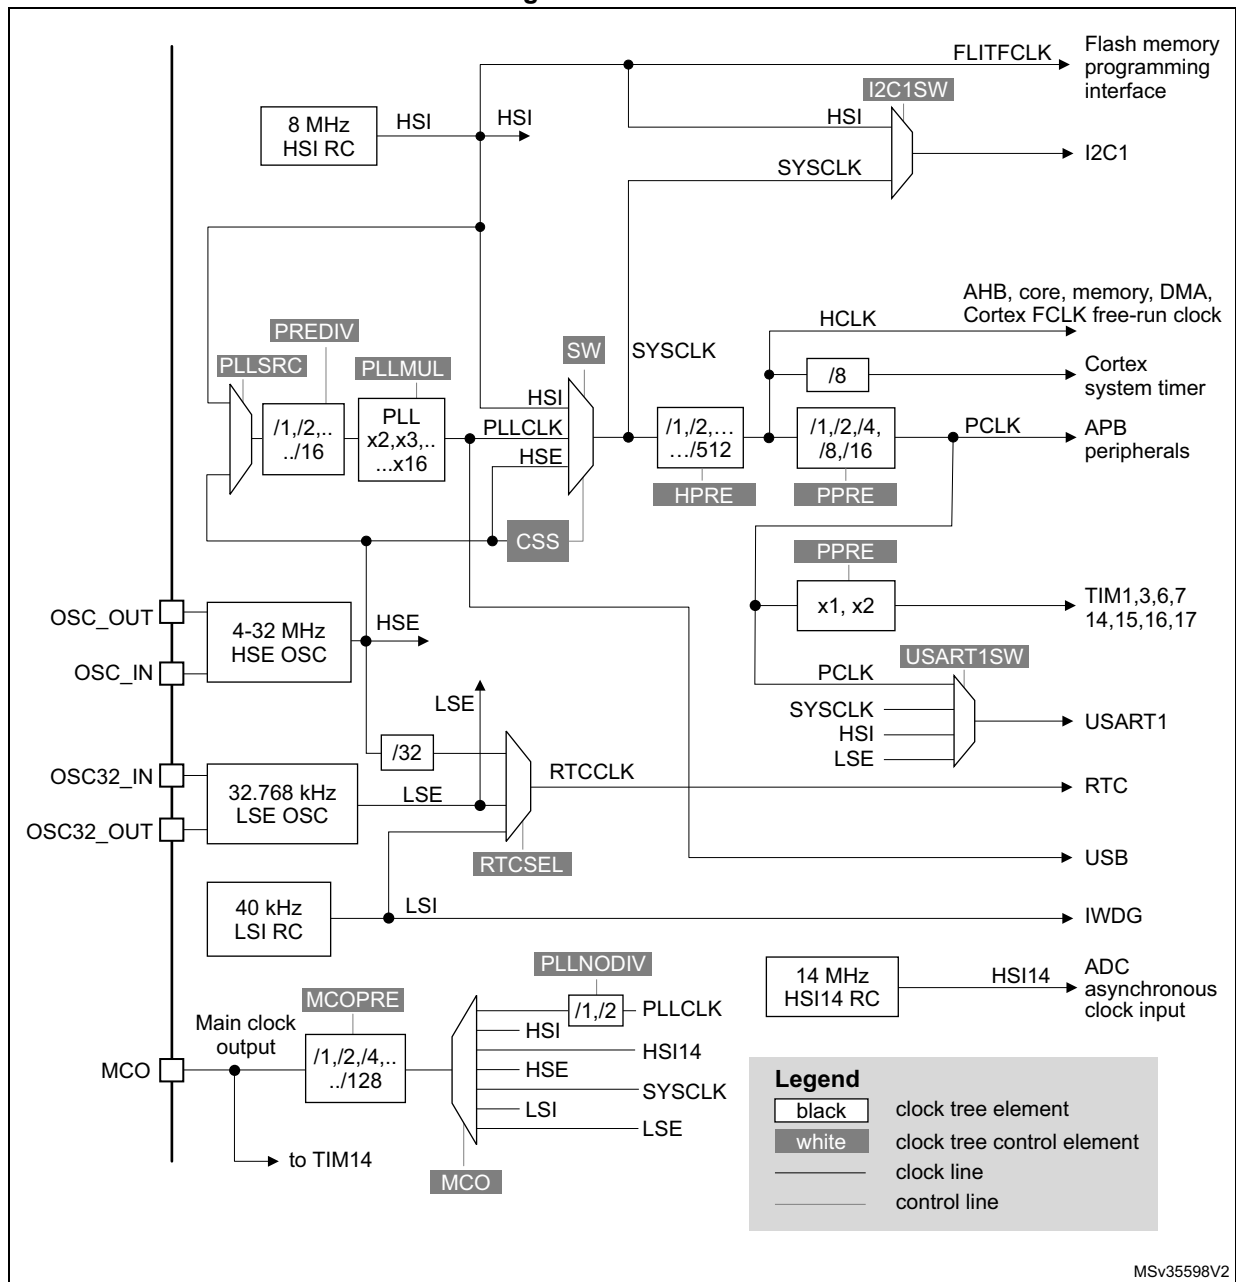 FLITFCLK
Flash memory
programming
interface
I2C1SW
8 MHz
HSI RC
HSI
HSI
HSI
I2C1
SYSCLK
AHB, core, memory, DMA,
Cortex FCLK free-run clock
HCLK
PREDIV
PLLSRC
PLLMUL
SW
SYSCLK
/8
Cortex
system timer
/1,/2,..
../16
PLL
x2,x3,..
...x16
HSI
PLLCLK
HSE
/1,/2,...
.../512
/1,/2,/4,
/8,/16
PCLK
APB
peripherals
HPRE
PPRE
CSS
PPRE
OSC_OUT
OSC_IN
4-32 MHz
HSE OSC
HSE
x1, x2
TIM1,3,6,7
14,15,16,17
USART1SW
PCLK
SYSCLK
HSI
LSE
USART1
LSE
/32
OSC32_IN
OSC32_OUT
32.768 kHz
LSE OSC
LSE
RTCCLK
RTC
RTCSEL
USB
40 kHz
LSI RC
LSI
IWDG
PLLNODIV
14 MHz
HSI14 RC
HSI14
ADC
asynchronous
clock input
MCOPRE
Main clock
output
MCO
/1,/2,/4,..
../128
/1,/2
PLLCLK
HSI
HSI14
HSE
SYSCLK
LSI
LSE
to TIM14
MCO
Legend
black
clock tree element
white
clock tree control element
clock line
control line
MSv35598V2